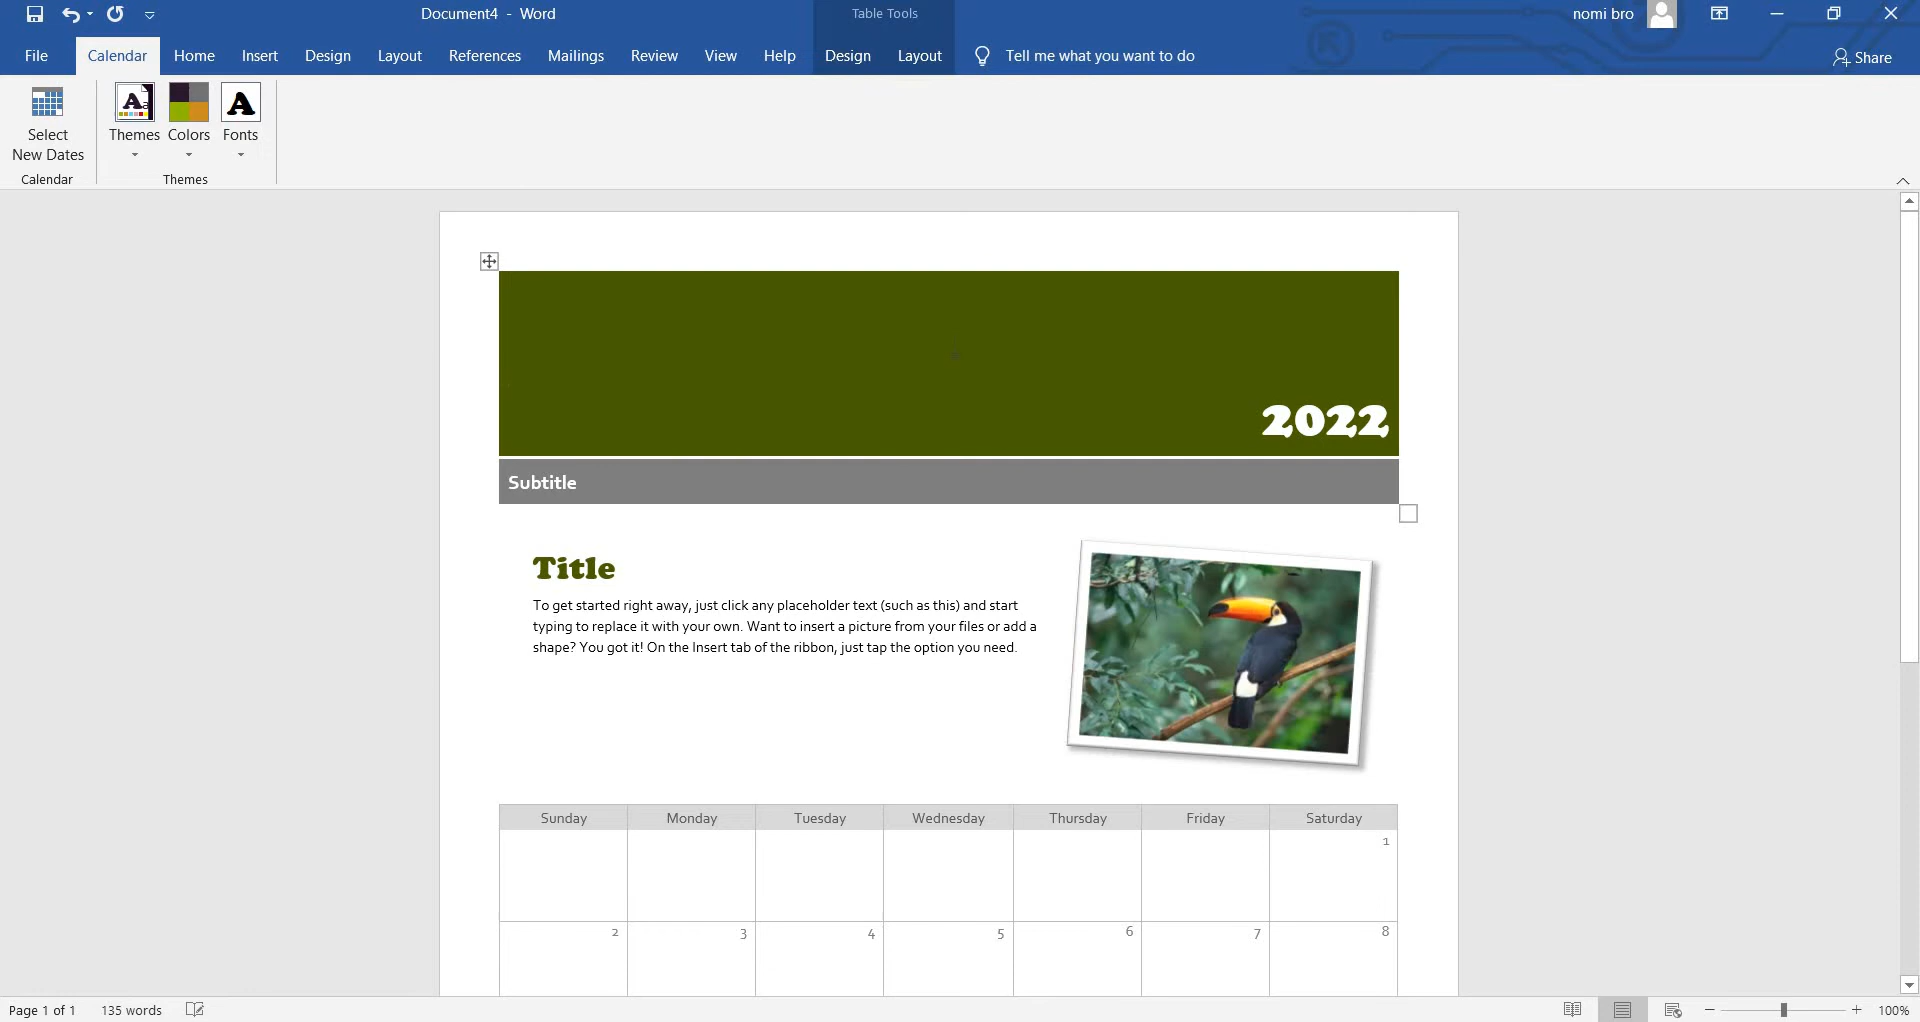 Document4 - Word
Table Tools
nomi bro
File Calendar Home Insert Design Layout References Mailings Review View Help Design Layout Tell me what you want to do Share
Select
New Dates
Themes Colors Fonts
Calendar
Themes
2022
Subtitle
Title
To get started right away, just click any placeholder text (such as this) and start
typing to replace it with your own. Want to insert a picture from your files or add a
shape? You got it! On the Insert tab of the ribbon, just tap the option you need.
Sunday Monday Tuesday Wednesday Thursday Friday Saturday
1
2 3 4 5 6 7 8
Page 1 of 1 135 words 100%